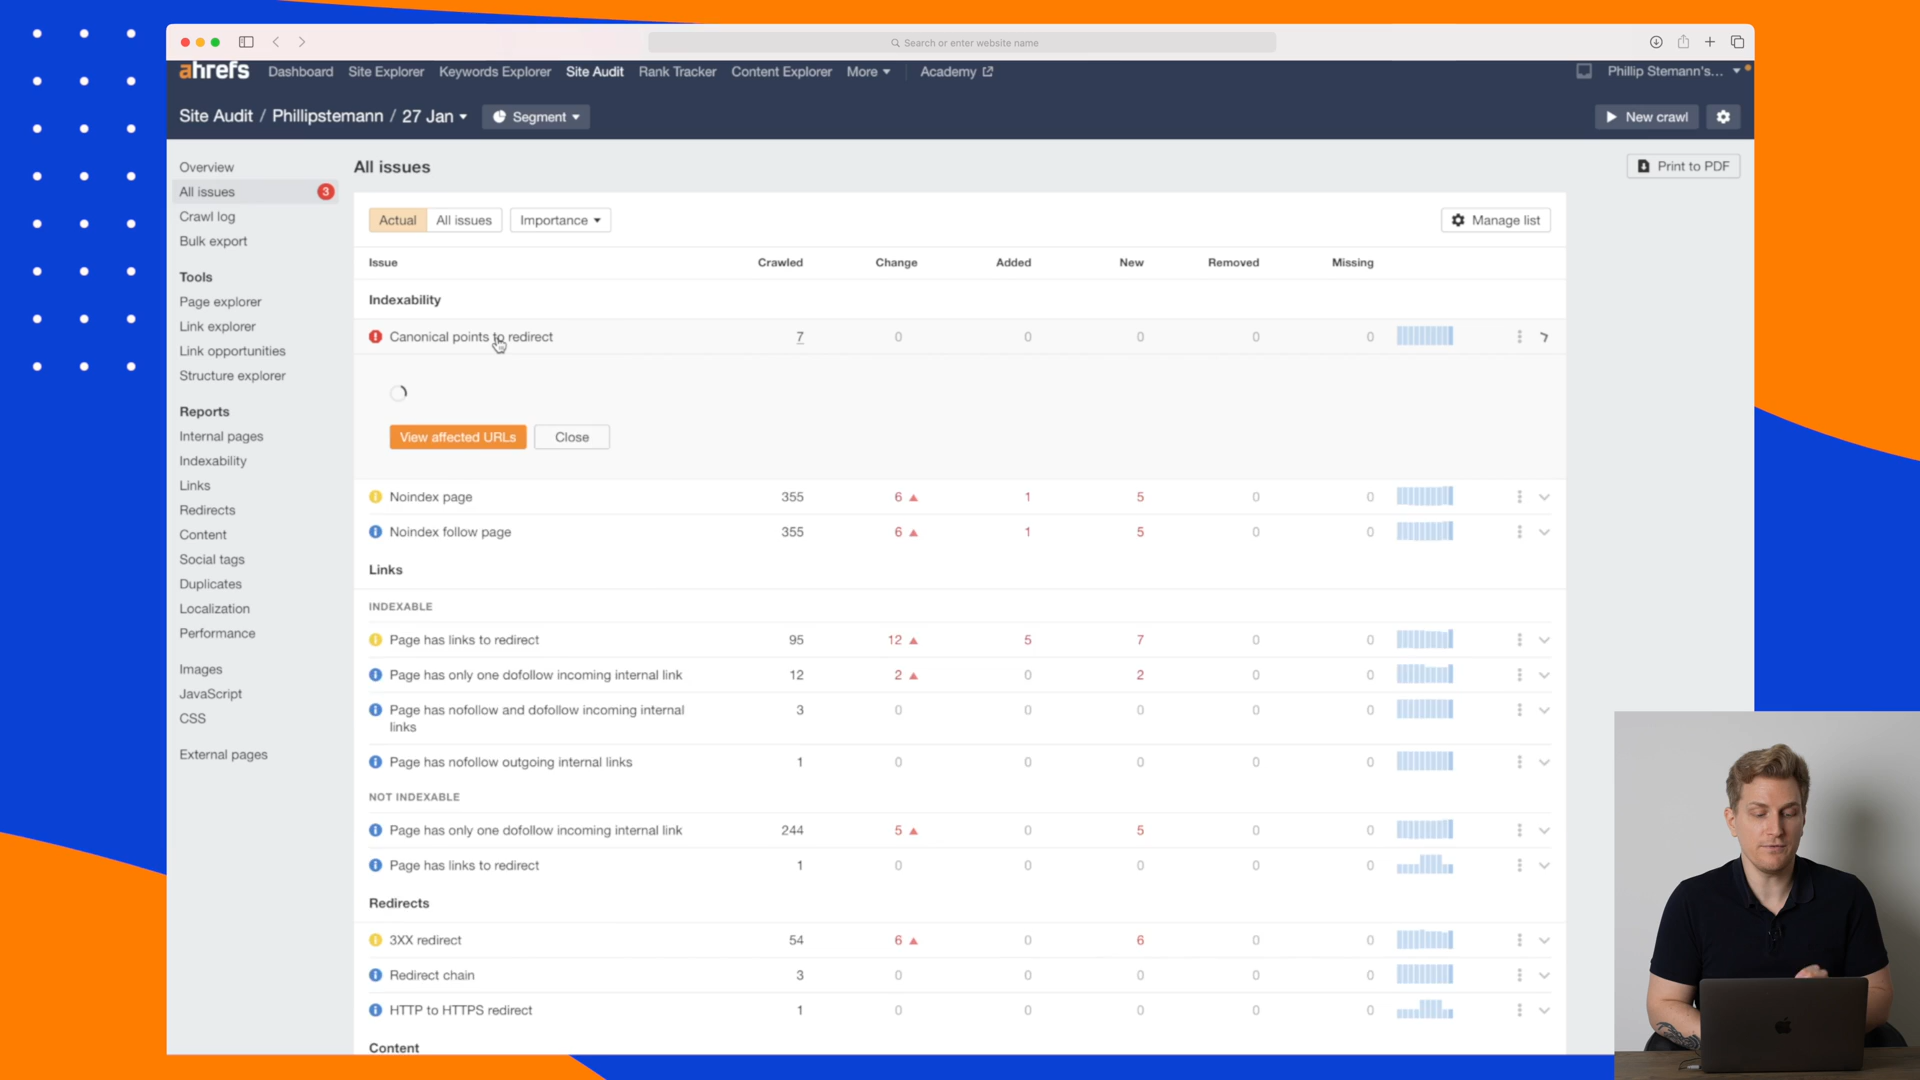 Search or enter website name
ahrefs Dashboard Site Explorer Keywords Explorer Site Audit Rank Tracker Content Explorer More Academy Phillip Stemann's...
Site Audit / Phillipstemann / 27 Jan Segment New crawl
Overview
All issues 3
Crawl log
Bulk export
Tools
Page explorer
Link explorer
Link opportunities
Structure explorer
Reports
Internal pages
Indexability
Links
Redirects
Content
Social tags
Duplicates
Localization
Performance
Images
JavaScript
CSS
External pages
All issues Print to PDF
Actual All issues Importance Manage list
Issue Crawled Change Added New Removed Missing
Indexability
Canonical points to redirect 7 0 0 0 0 0
View affected URLs Close
Noindex page 355 6 1 5 0 0
Noindex follow page 355 6 1 5 0 0
Links
INDEXABLE
Page has links to redirect 95 12 5 7 0 0
Page has only one dofollow incoming internal link 12 2 0 2 0 0
Page has nofollow and dofollow incoming internal 3 0 0 0 0 0
links
Page has nofollow outgoing internal links 1 0 0 0 0 0
NOT INDEXABLE
Page has only one dofollow incoming internal link 244 5 0 5 0 0
Page has links to redirect 1 0 0 0 0 0
Redirects
3XX redirect 54 6 0 6 0 0
Redirect chain 3 0 0 0 0 0
HTTP to HTTPS redirect 1 0 0 0 0 0
Content